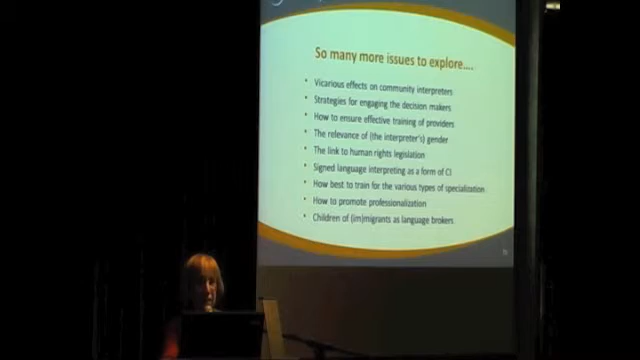 So many more issues to explore....
• Vicarious effects on community interpreters
• Strategies for engaging the decision makers
• How to ensure effective training of providers
• The relevance of (the interpreter's) gender
• The link to human rights legislation
• Signed language interpreting as a form of CI
• How best to train for the various types of specialization
• How to promote professionalization
• Children of (im)migrants as language brokers